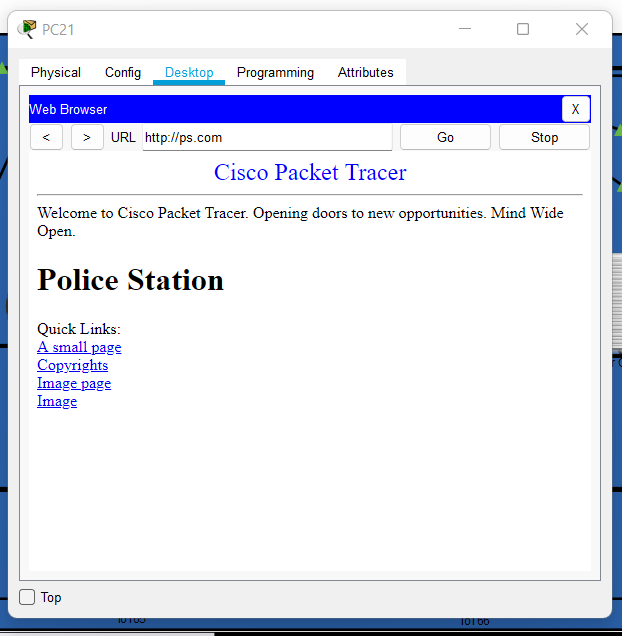 PC21
Physical Config Desktop Programming Attributes
Web Browser X
< > URL http://ps.com Go Stop
Cisco Packet Tracer
Welcome to Cisco Packet Tracer. Opening doors to new opportunities. Mind Wide
Open.
Police Station
Quick Links:
A small page
Copyrights
Image page
Image
Top
IoT66